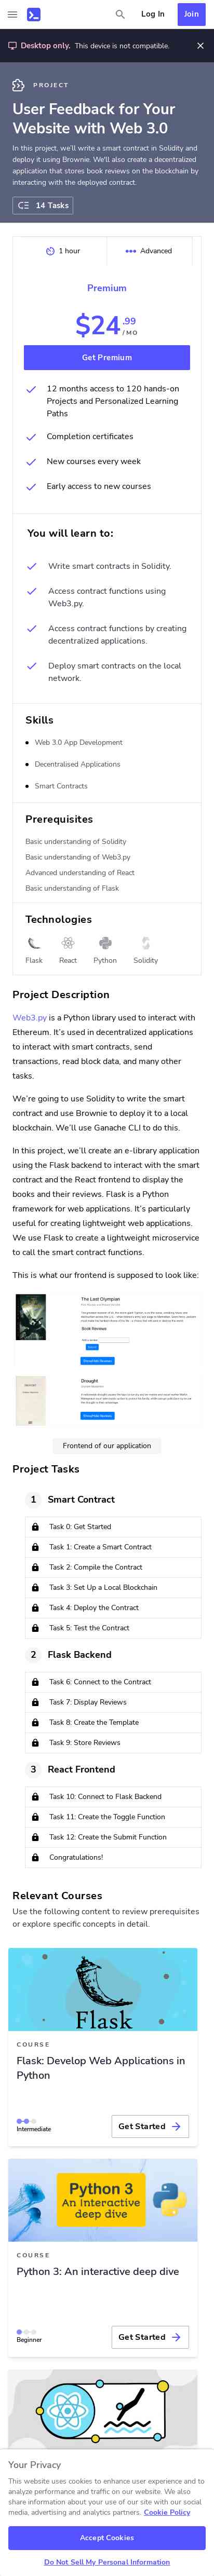 Log In
Join
Desktop only. This device is not compatible.
PROJECT
User Feedback for Your
Website with Web 3.0
In this project, we'll write a smart contract in Solidity and
deploy it using Brownie. We'll also create a decentralized
application that stores book reviews on the blockchain by
interacting with the deployed contract.
14 Tasks
1 hour
Advanced
Premium
$24.99
/MO
Get Premium
12 months access to 120 hands-on
Projects and Personalized Learning
Paths
Completion certificates
New courses every week
Early access to new courses
You will learn to:
Write smart contracts in Solidity.
Access contract functions using
Web3.py.
Access contract functions by creating
decentralized applications.
Deploy smart contracts on the local
network.
Skills
Web 3.0 App Development
Decentralised Applications
Smart Contracts
Prerequisites
Basic understanding of Solidity
Basic understanding of Web3.py
Advanced understanding of React
Basic understanding of Flask
Technologies
Flask
React
Python
Solidity
Project Description
Web3.py is a Python library used to interact with
Ethereum. It's used in decentralized applications
to interact with smart contracts, send
transactions, read block data, and many other
tasks.
We're going to use Solidity to write the smart
contract and use Brownie to deploy it to a local
blockchain. We'll use Ganache CLI to do this.
In this project, we'll create an e-library application
using the Flask backend to interact with the smart
contract and the React frontend to display the
books and their reviews. Flask is a Python
framework for web applications. It's particularly
useful for creating lightweight web applications.
We use Flask to create a lightweight microservice
to call the smart contract functions.
This is what our frontend is supposed to look like:
The Last Olympian
Book Reviews
Drought
Frontend of our application
Project Tasks
1 Smart Contract
Task 0: Get Started
Task 1: Create a Smart Contract
Task 2: Compile the Contract
Task 3: Set Up a Local Blockchain
Task 4: Deploy the Contract
Task 5: Test the Contract
2 Flask Backend
Task 6: Connect to the Contract
Task 7: Display Reviews
Task 8: Create the Template
Task 9: Store Reviews
3 React Frontend
Task 10: Connect to Flask Backend
Task 11: Create the Toggle Function
Task 12: Create the Submit Function
Congratulations!
Relevant Courses
Use the following content to review prerequisites
or explore specific concepts in detail.
Flask
COURSE
Flask: Develop Web Applications in
Python
Intermediate
Get Started
Python 3
An Interactive
deep dive
COURSE
Python 3: An interactive deep dive
Beginner
Get Started
Your Privacy
This website uses cookies to enhance user experience and to
analyze performance and traffic on our website. We also
share information about your use of our site with our social
media, advertising and analytics partners. Cookie Policy
Accept Cookies
Do Not Sell My Personal Information